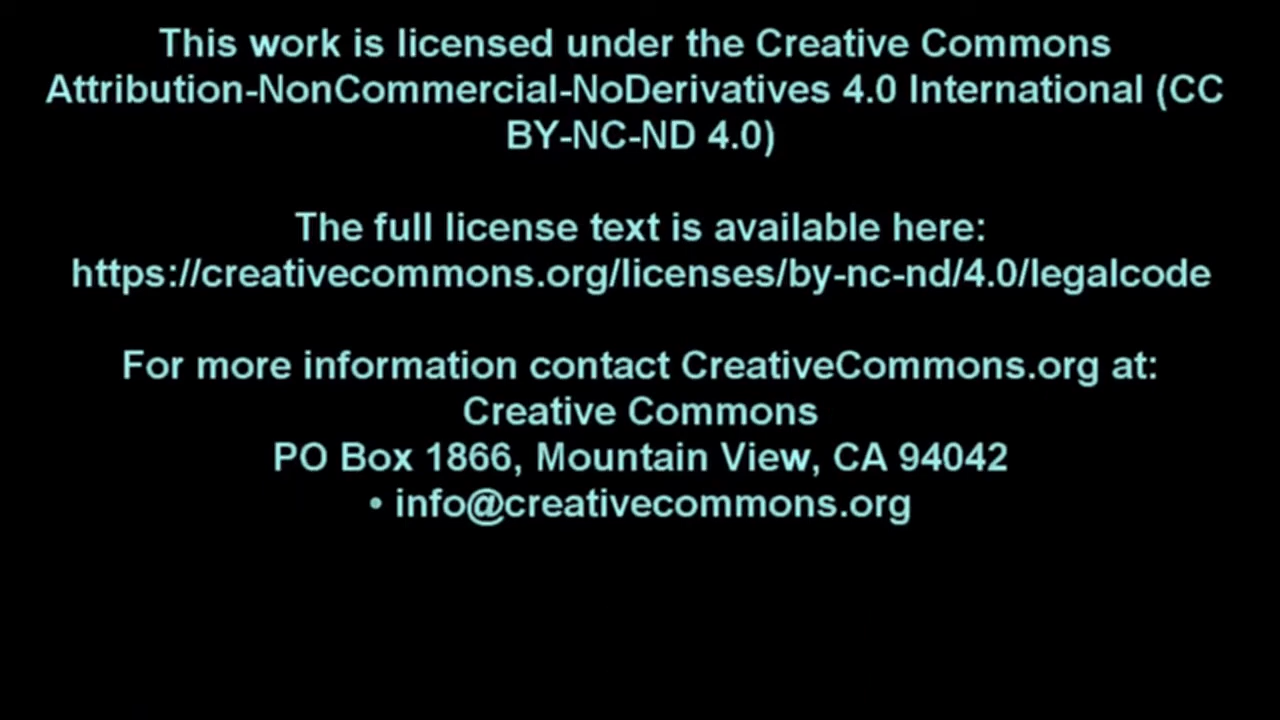 This work is licensed under the Creative Commons
Attribution-NonCommercial-NoDerivatives 4.0 International (CC
BY-NC-ND 4.0)
The full license text is available here:
https://creativecommons.org/licenses/by-nc-nd/4.0/legalcode
For more information contact CreativeCommons.org at:
Creative Commons
PO Box 1866, Mountain View, CA 94042
• info@creativecommons.org